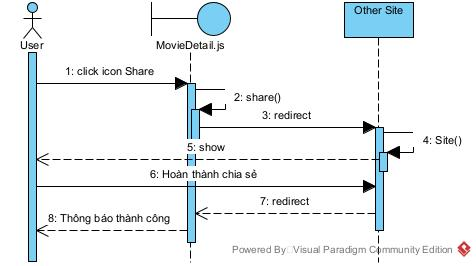 Other Site
User
MovieDetail.js
1: click icon Share
2: share()
3: redirect
4: Site()
5: show
6: Hoàn thành chia sẻ
7: redirect
8: Thông báo thành công
Powered By Visual Paradigm Community Edition